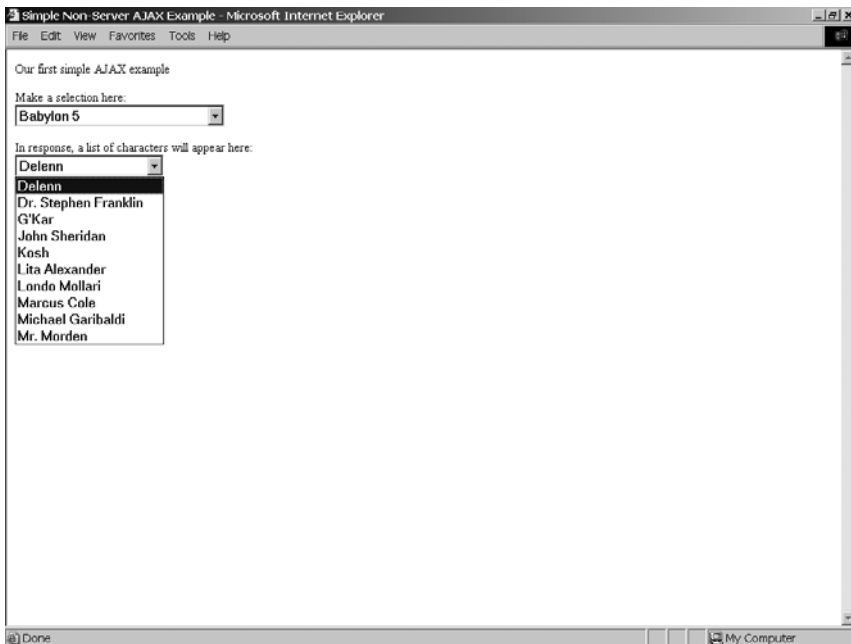 Simple Non-Server AJAX Example - Microsoft Internet Explorer
File Edit View Favorites Tools Help
Our first simple AJAX example
Make a selection here:
Babylon 5
In response, a list of characters will appear here:
Delenn
Delenn
Dr. Stephen Franklin
G'Kar
John Sheridan
Kosh
Lita Alexander
Londo Mollari
Marcus Cole
Michael Garibaldi
Mr. Morden
Done
My Computer